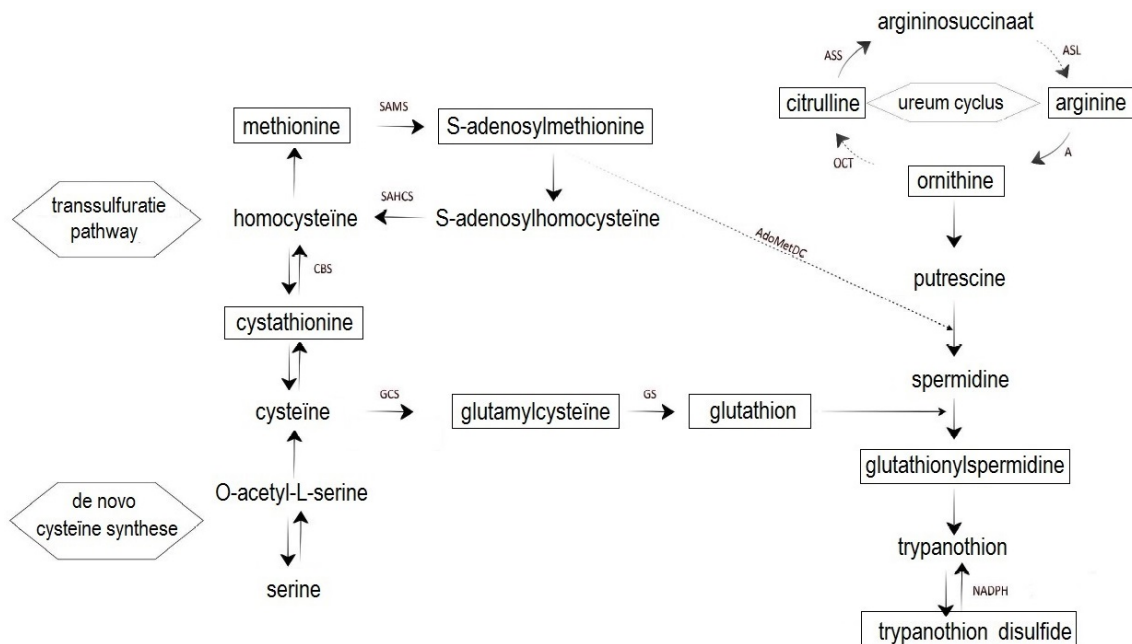 argininosuccinaat
ASS
ASL
citrulline
ureum cyclus
arginine
OCT
A
ornithine
SAMS
methionine
S-adenosylmethionine
transsulfuratie
pathway
homocysteïne
SAHCS
S-adenosylhomocysteïne
AdoMetDC
putrescine
CBS
cystathionine
spermidine
cysteïne
GCS
glutamylcysteïne
GS
glutathion
glutathionylspermidine
O-acetyl-L-serine
de novo
cysteïne synthese
trypanothion
serine
NADPH
trypanothion disulfide